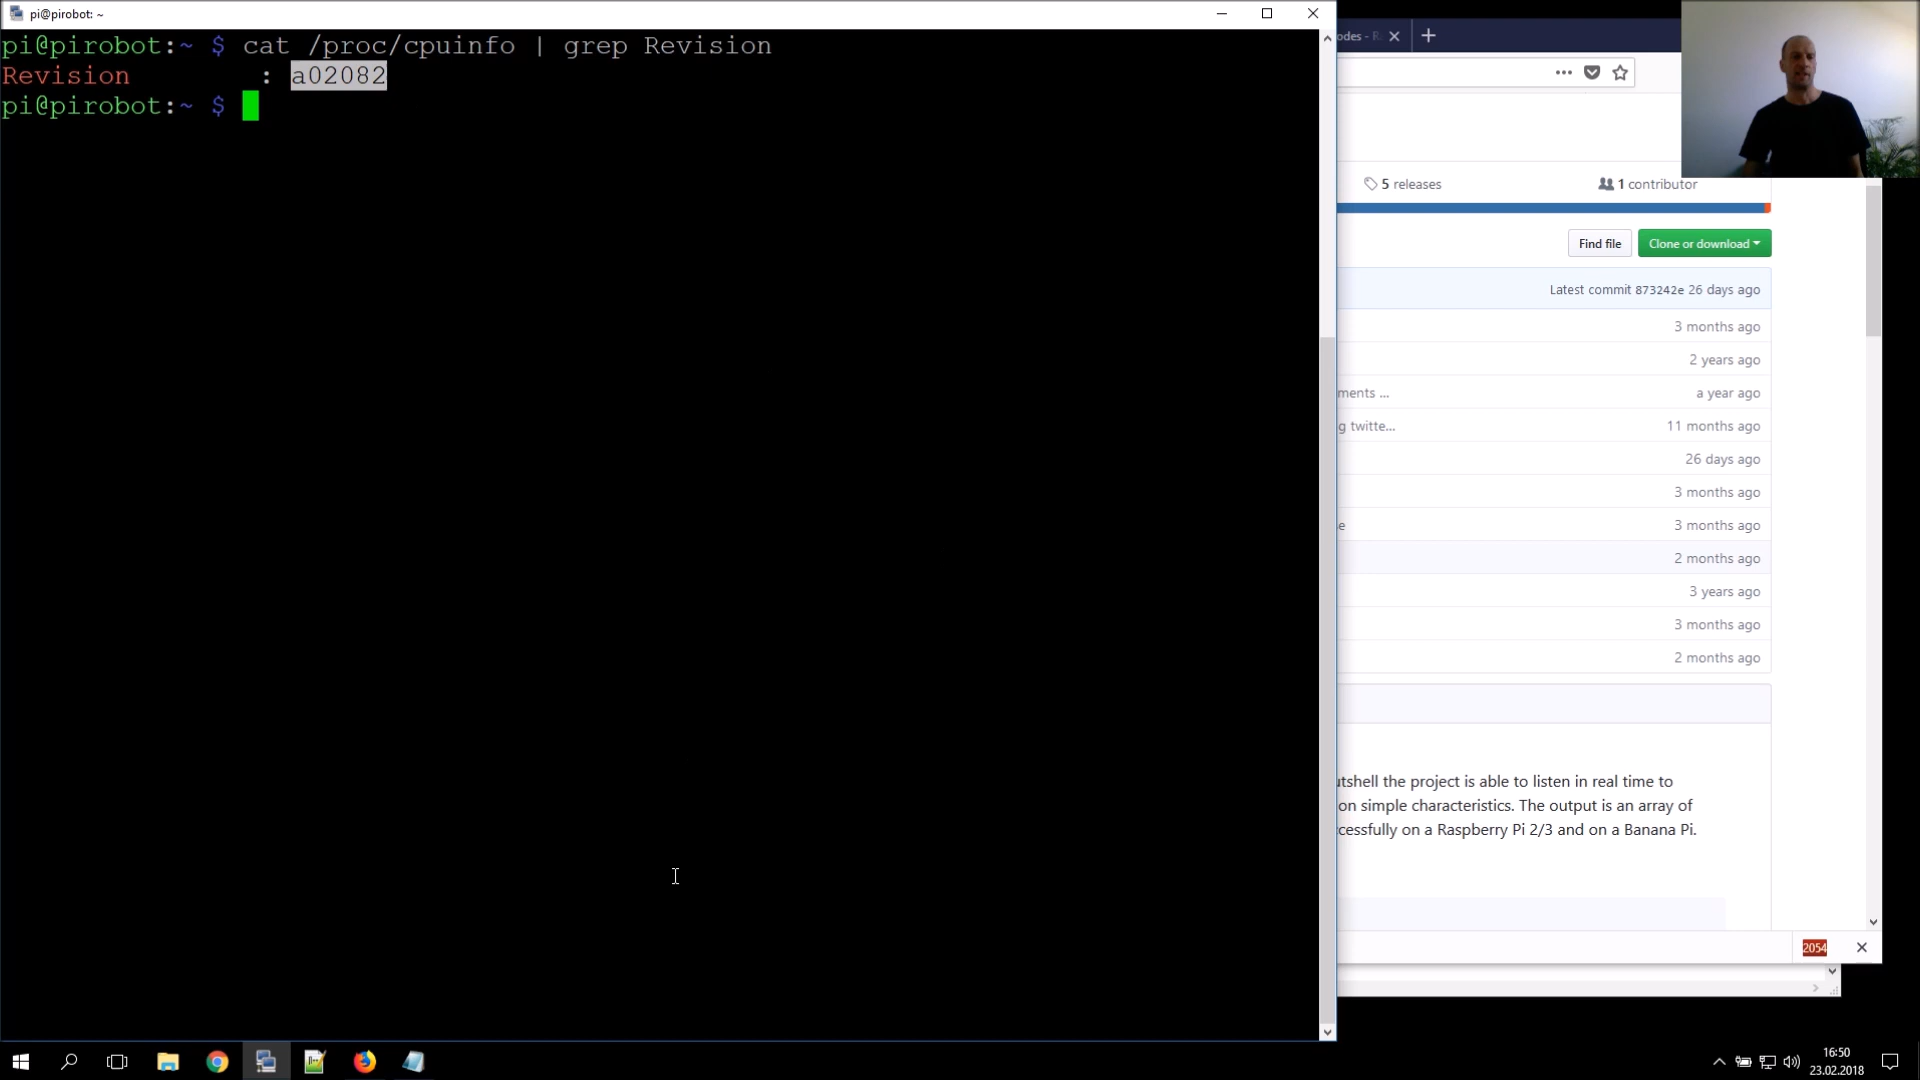 pi@pirobot: ~
pi@pirobot:~ $ cat /proc/cpuinfo | grep Revision
Revision : a02082
pi@pirobot:~ $
5 releases
1 contributor
Find file
Clone or download
Latest commit 873242e 26 days ago
3 months ago
2 years ago
ments ...
a year ago
g twitte...
11 months ago
26 days ago
3 months ago
e
3 months ago
2 months ago
3 years ago
3 months ago
2 months ago
utshell the project is able to listen in real time to
on simple characteristics. The output is an array of
cessfully on a Raspberry Pi 2/3 and on a Banana Pi.
2054
16:50
23.02.2018